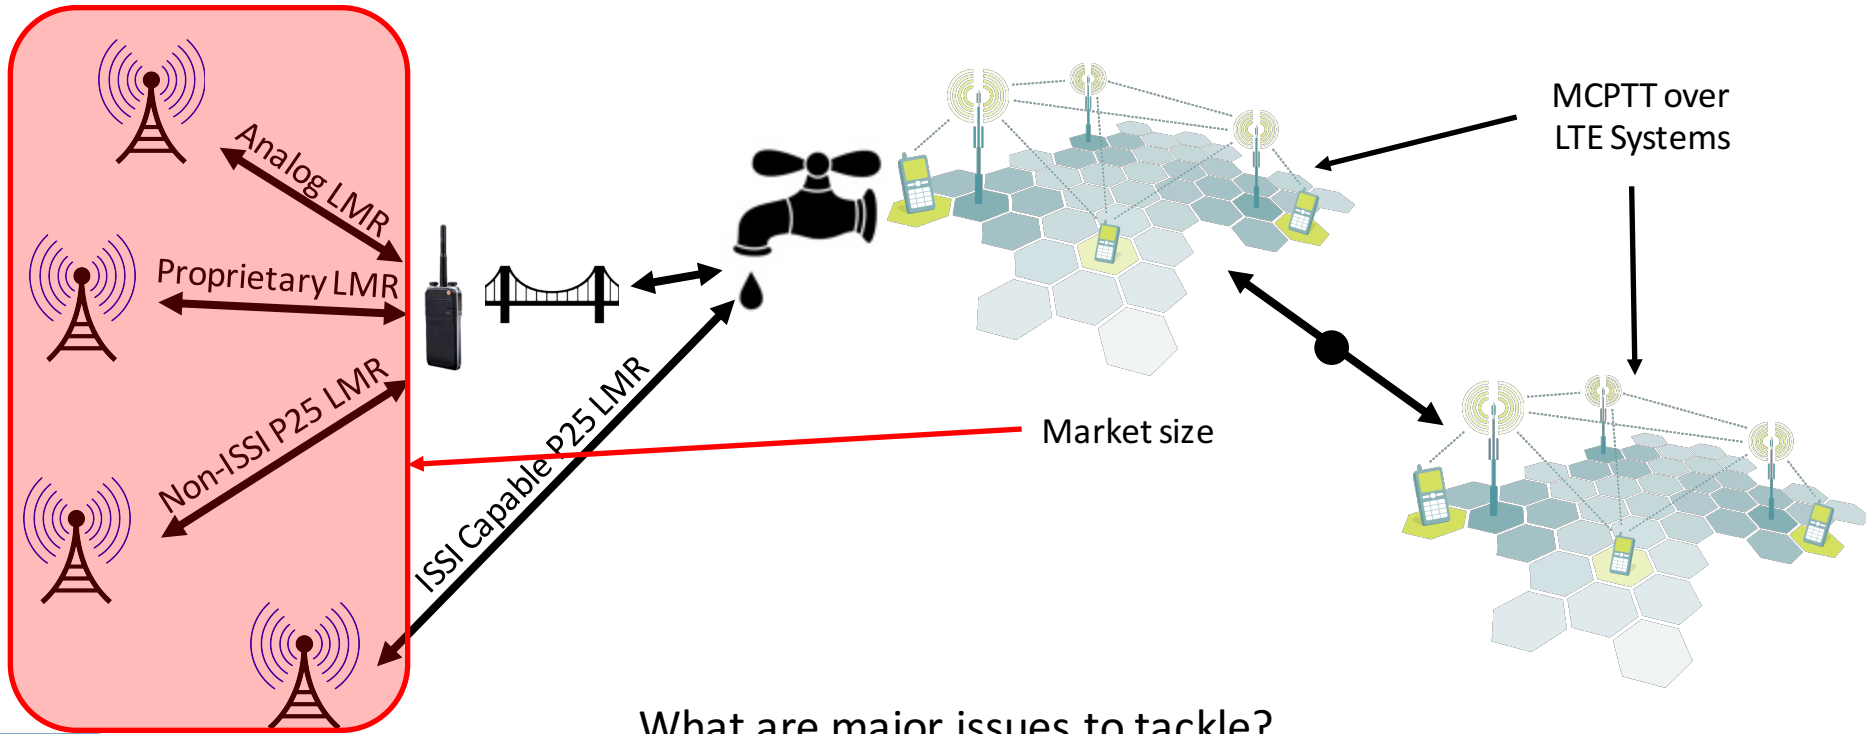 Analog LMR
Proprietary LMR
Non-ISSI P25 LMR
ISSI Capable P25 LMR
MCPTT over
LTE Systems
Market size
What are major issues to tackle?